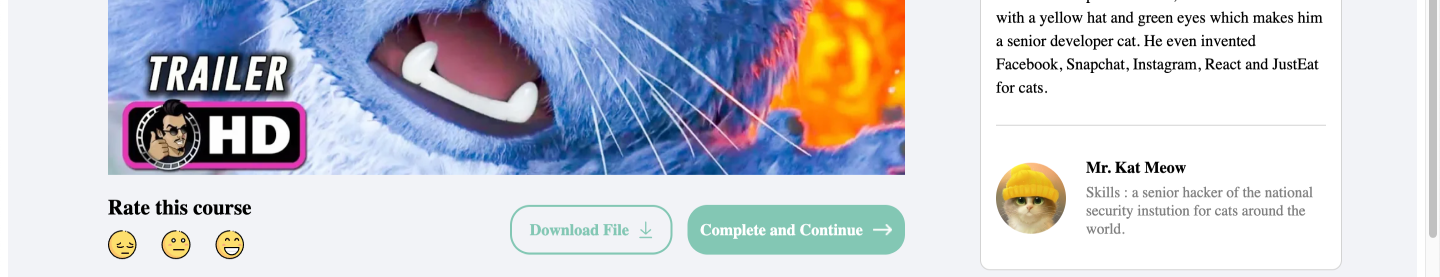 with a yellow hat and green eyes which makes him
a senior developer cat. He even invented
Facebook, Snapchat, Instagram, React and JustEat
for cats.
TRAILER
HD
Mr. Kat Meow
Skills : a senior hacker of the national
security instution for cats around the
world.
Rate this course
Download File
Complete and Continue